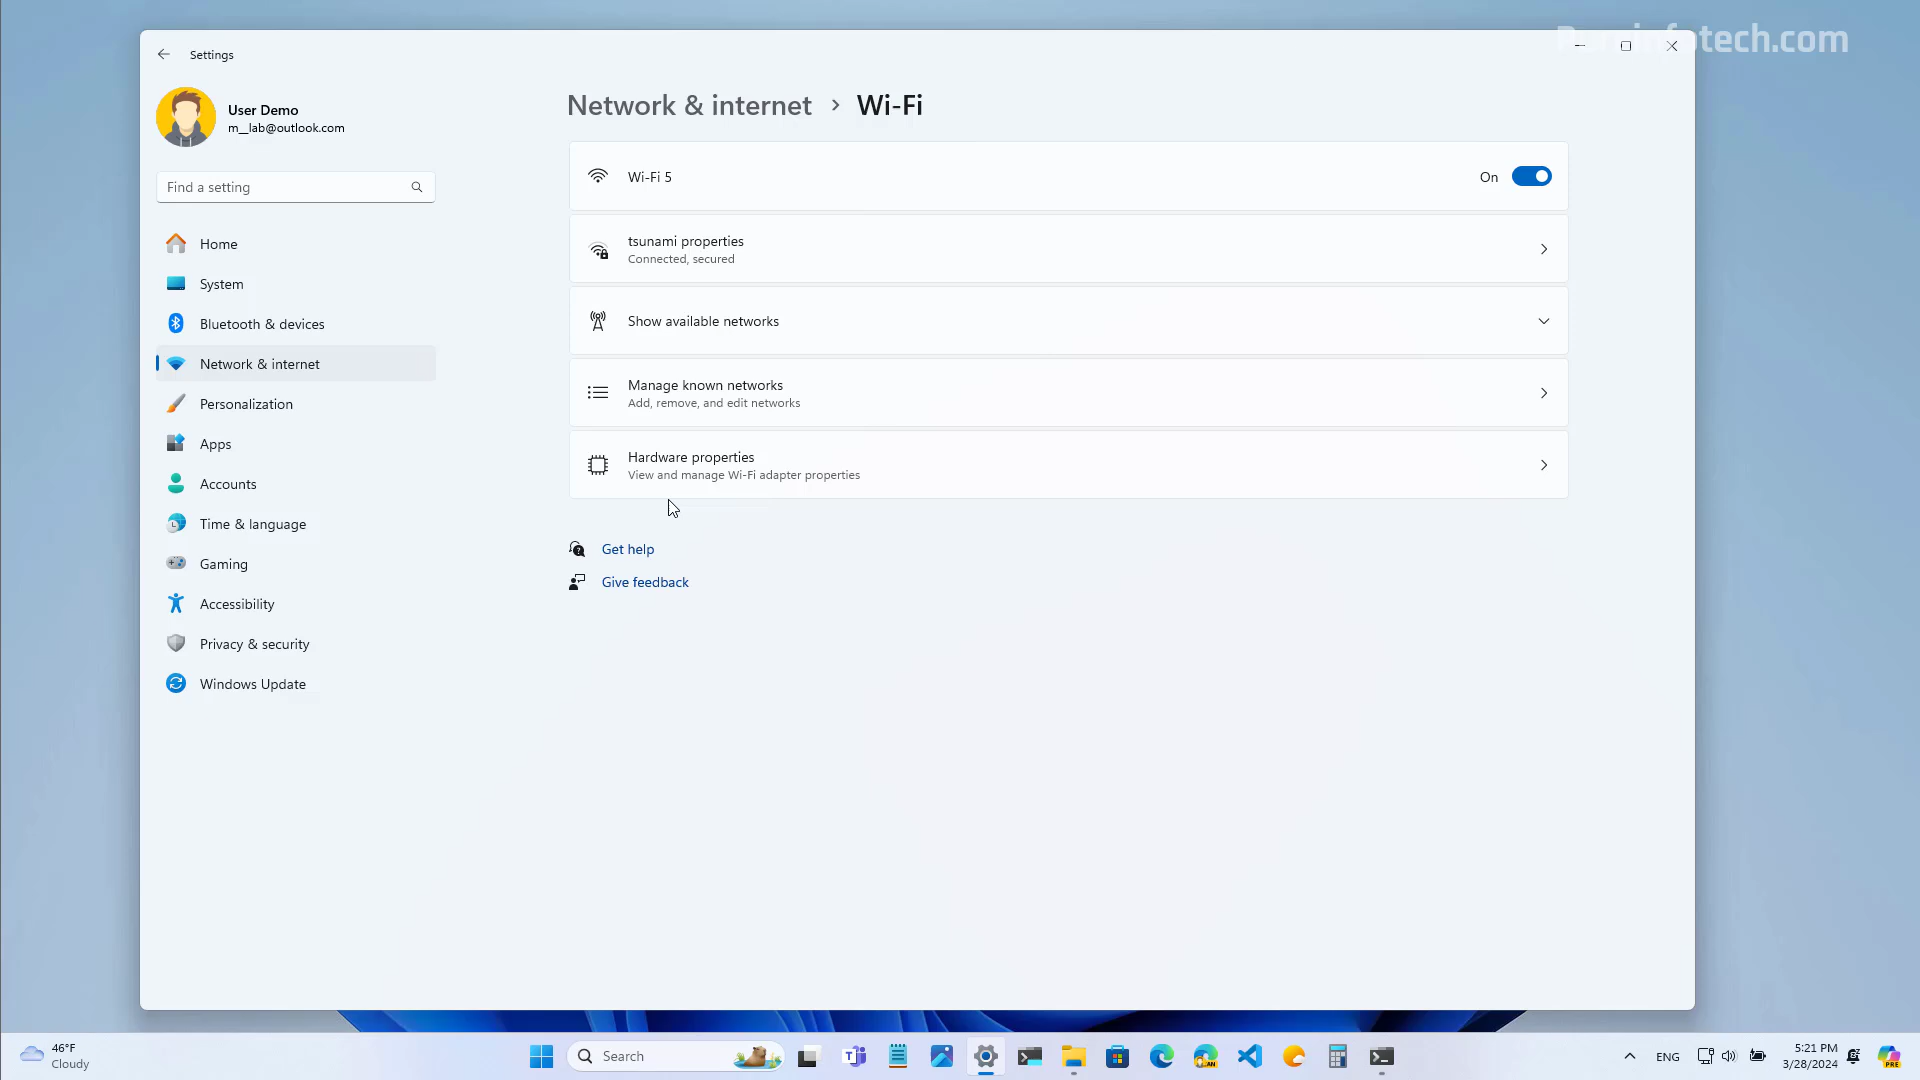 Settings
User Demo
m__lab@outlook.com
Find a setting
Home
System
Bluetooth & devices
Network & internet
Personalization
Apps
Accounts
Time & language
Gaming
Accessibility
Privacy & security
Windows Update
Network & internet > Wi-Fi
Wi-Fi 5
On
tsunami properties
Connected, secured
Show available networks
Manage known networks
Add, remove, and edit networks
Hardware properties
View and manage Wi-Fi adapter properties
Get help
Give feedback
46°F
Cloudy
Search
ENG
5:21 PM
3/28/2024
PRE